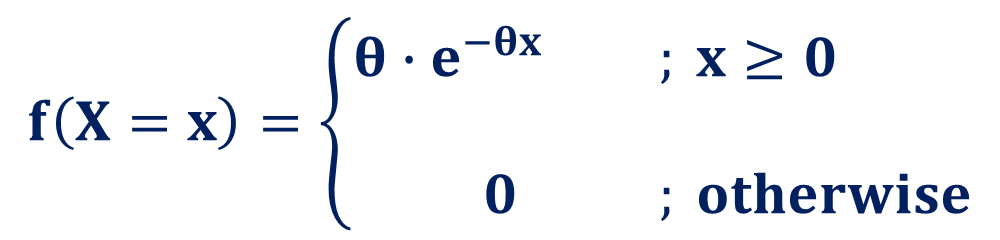 f(X = x) = { θ · e^{−θx} ; x ≥ 0
0 ; otherwise